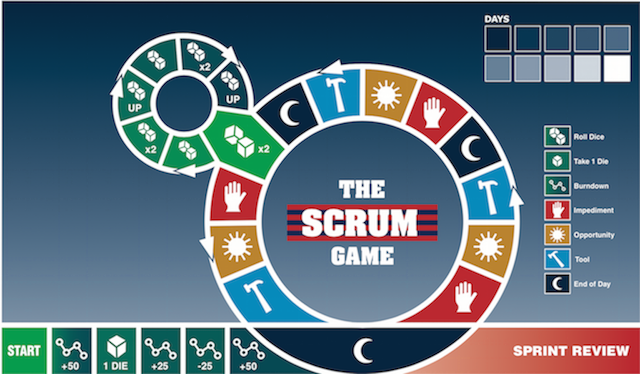 DAYS
x2
UP
UP
x2
x2
Roll Dice
Take 1 Die
Burndown
Impediment
Opportunity
Tool
End of Day
THE
SCRUM
GAME
START
+50
1 DIE
+25
-25
+50
SPRINT REVIEW